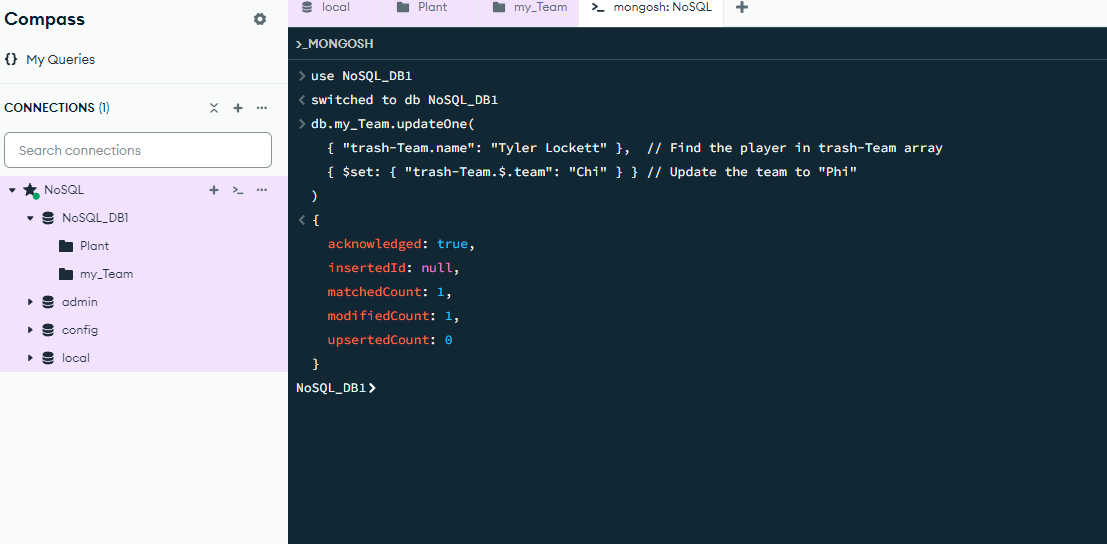 Compass
My Queries
CONNECTIONS (1)
Search connections
NoSQL
NoSQL_DB1
Plant
my_Team
admin
config
local
local
Plant
my_Team
mongosh: NoSQL
>_MONGOSH
use NoSQL_DB1
switched to db NoSQL_DB1
db.my_Team.updateOne(
{ "trash-Team.name": "Tyler Lockett" },  // Find the player in trash-Team array
{ $set: { "trash-Team.$.team": "Chi" } } // Update the team to "Phi"
)
{
acknowledged: true,
insertedId: null,
matchedCount: 1,
modifiedCount: 1,
upsertedCount: 0
}
NoSQL_DB1>